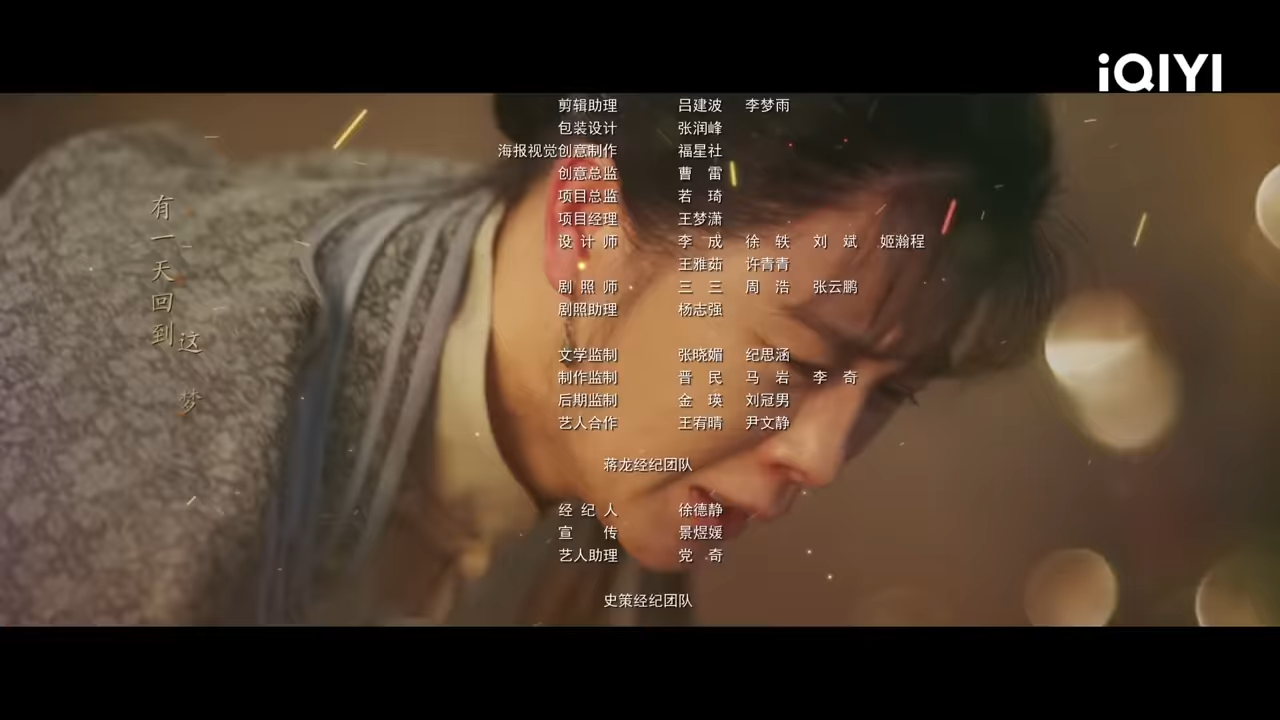 iQIYI
剪辑助理 吕建波 李梦雨
包装设计 张润峰
海报视觉创意制作 福星社
创意总监 曹 雷
项目总监 若 琦
项目经理 王梦潇
设 计 师 李 成 徐 轶 刘 斌 姬瀚程
王雅茹 许青青
剧 照 师 三 三 周 浩 张云鹏
剧照助理 杨志强
文学监制 张晓媚 纪思涵
制作监制 晋 民 马 岩 李 奇
后期监制 金 瑛 刘冠男
艺人合作 王宥晴 尹文静
蒋龙经纪团队
经 纪 人 徐德静
宣 传 景煜媛
艺人助理 党 奇
史策经纪团队
有一天回到
这 梦